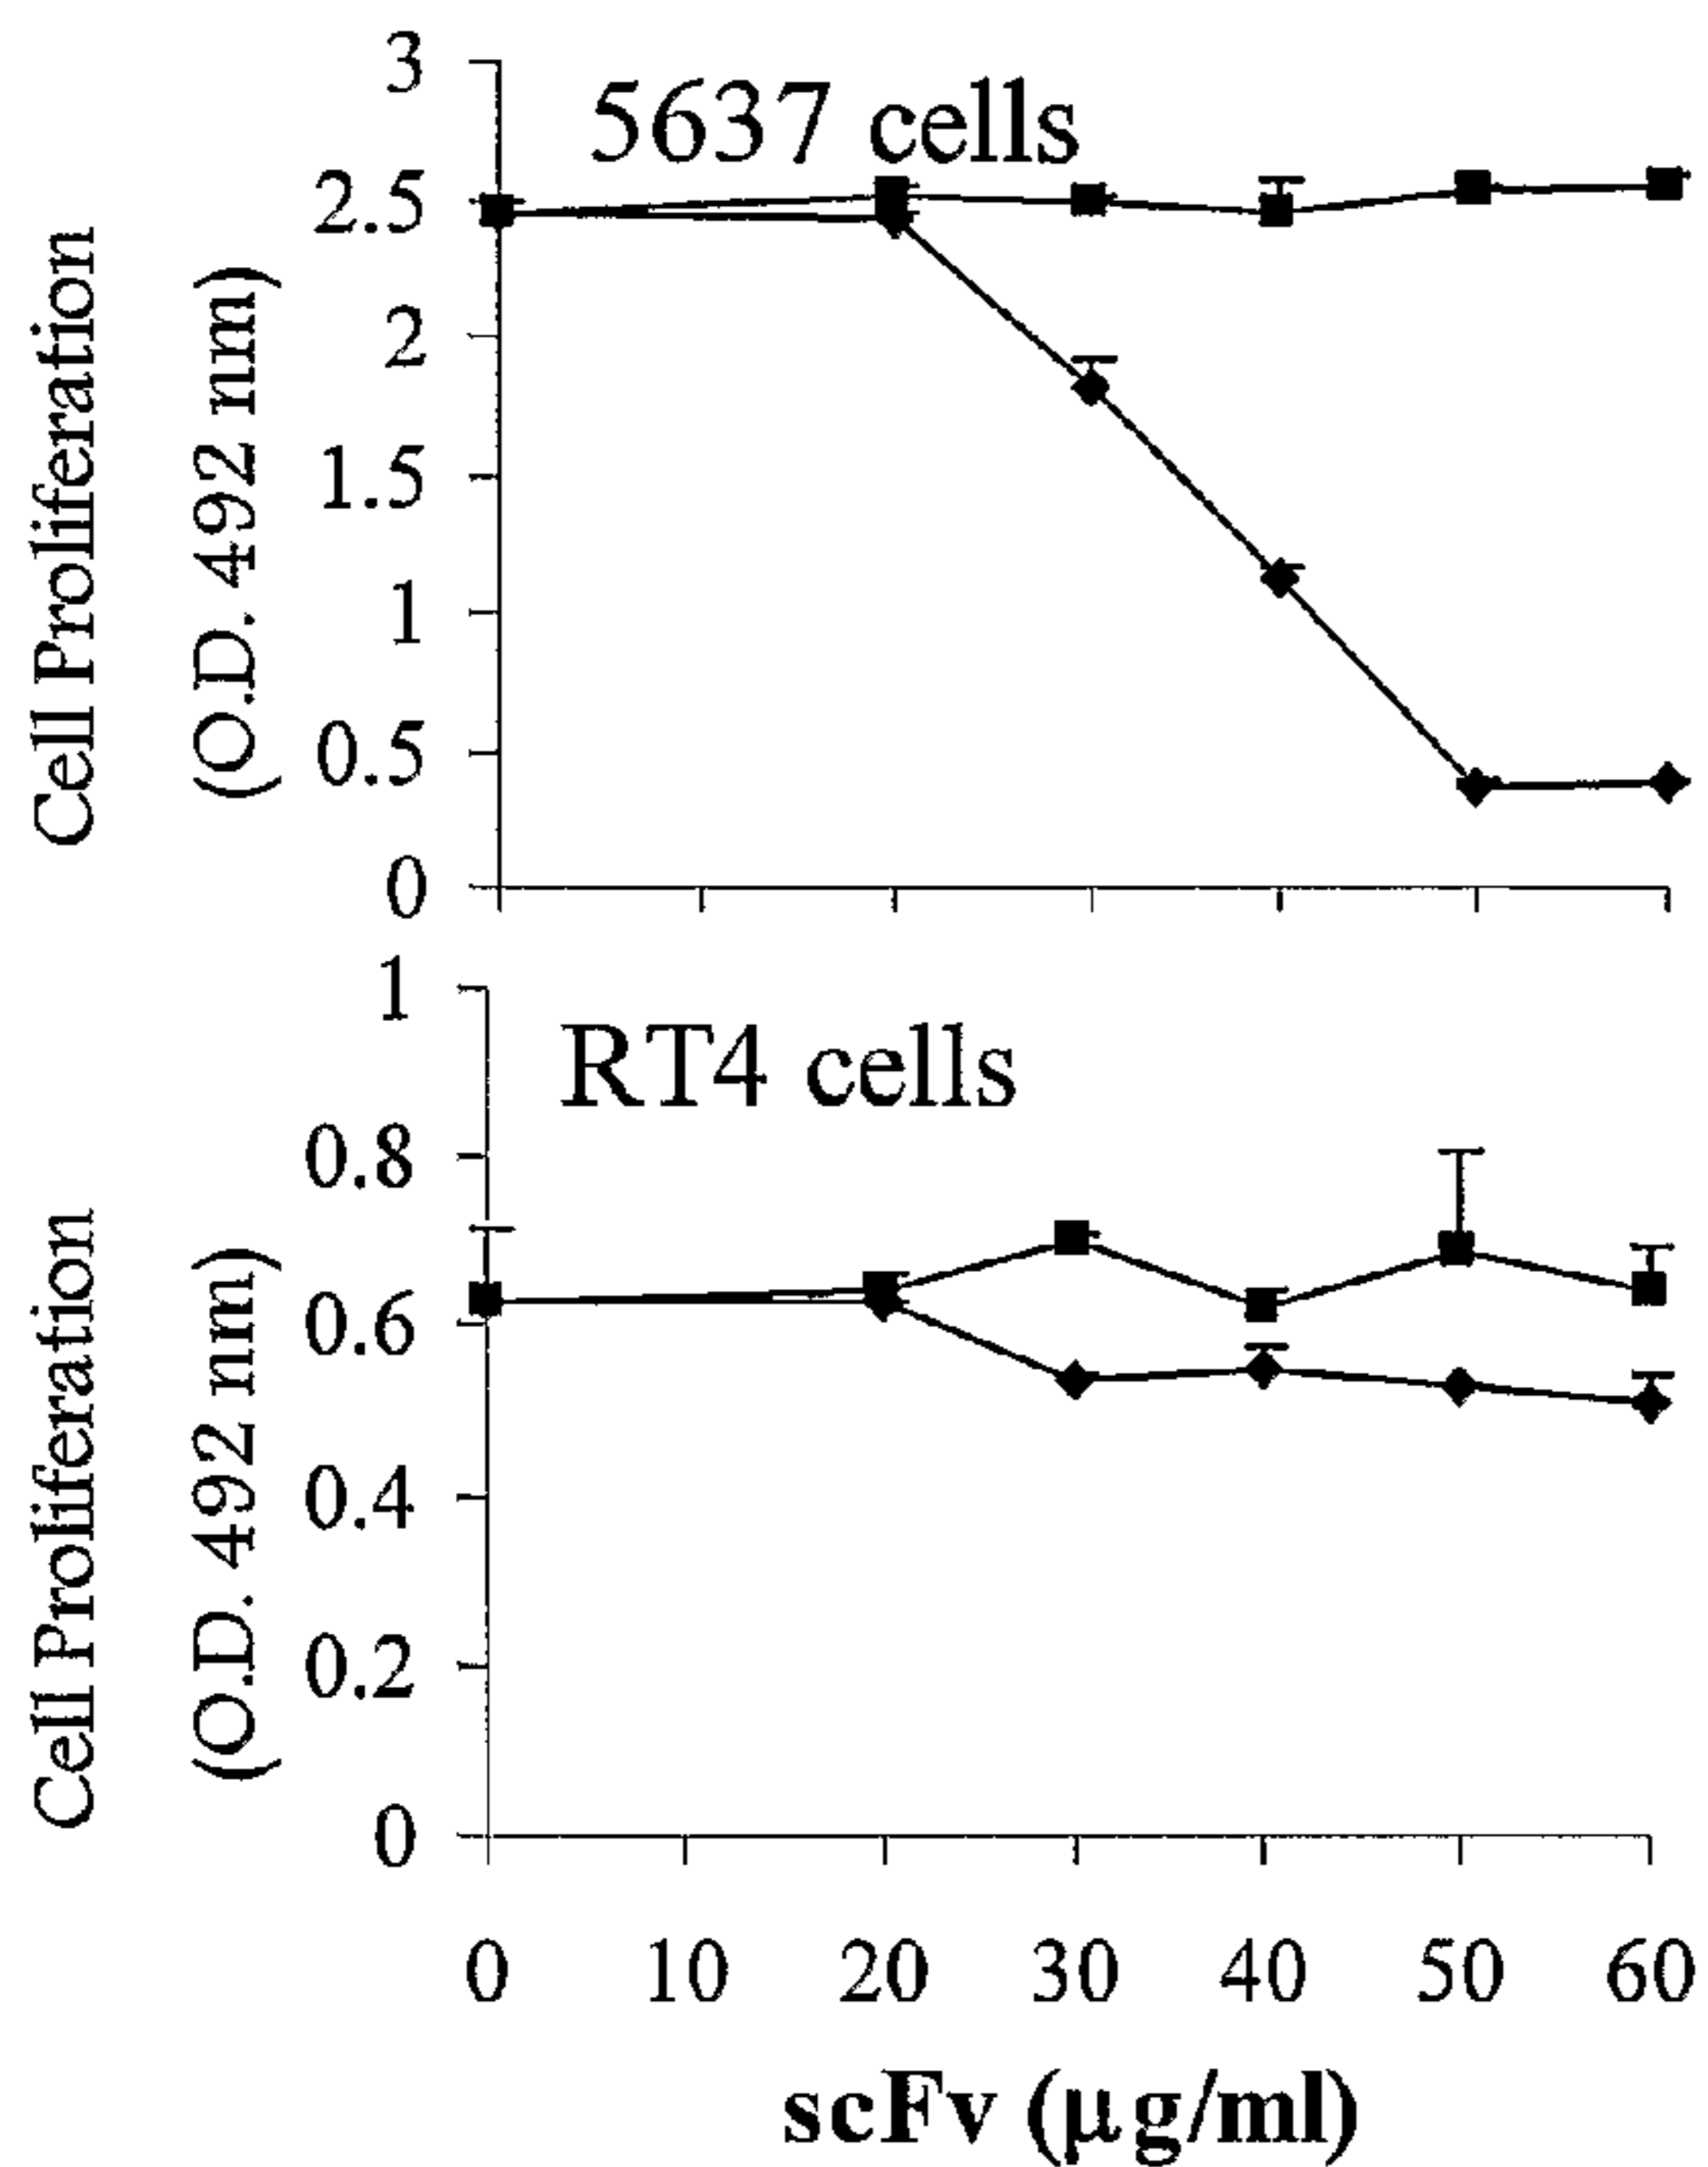 5637 cells
Cell Proliferation
(O.D. 492 nm)
3
2.5
2
1.5
1
0.5
0
RT4 cells
Cell Proliferation
(O.D. 492 nm)
1
0.8
0.6
0.4
0.2
0
0 10 20 30 40 50 60
scFv (μg/ml)